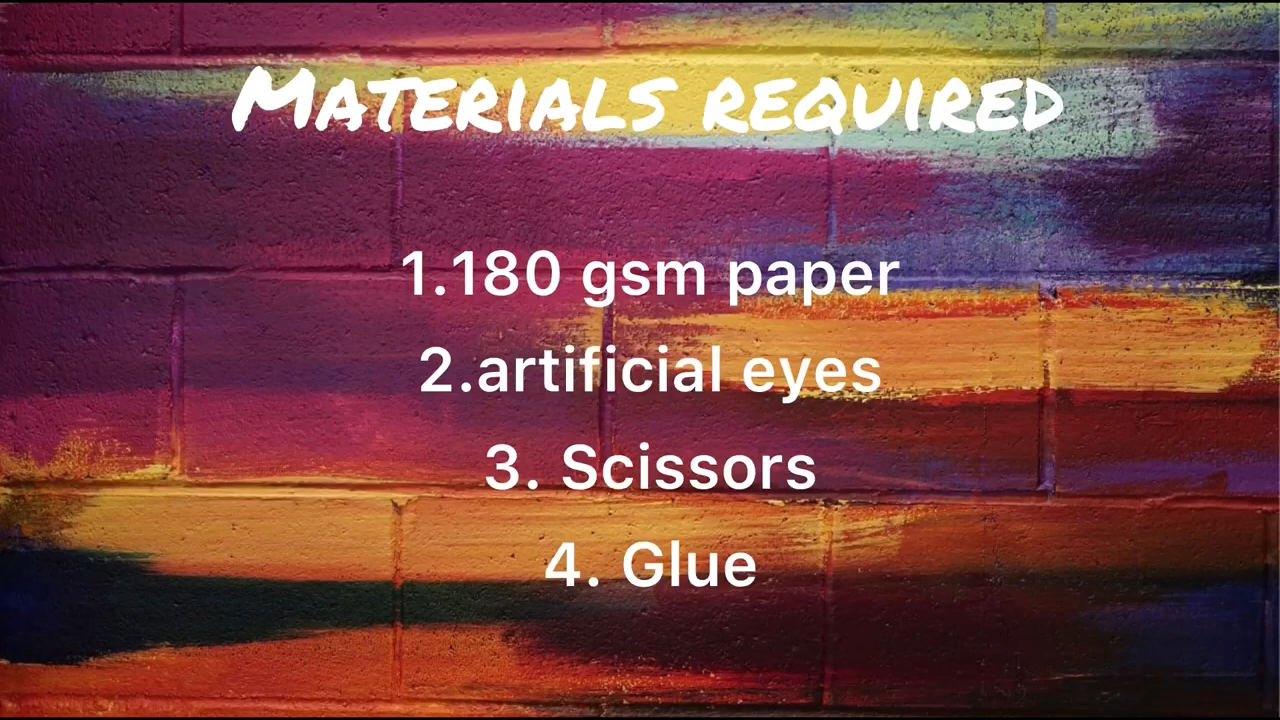 Materials required
1.180 gsm paper
2.artificial eyes
3. Scissors
4. Glue